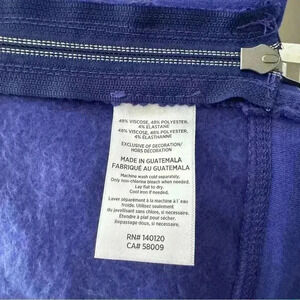 48% VISCOSE, 48% POLYESTER,
4% ELASTANE
48% VISCOSE, 48% POLYESTER,
4% ÉLASTHANNE
EXCLUSIVE OF DECORATION/
HORS DÉCORATION
MADE IN GUATEMALA
FABRIQUÉ AU GUATEMALA
Machine wash cold separately.
Only non-chlorine bleach when needed.
Lay flat to dry.
Cool iron if needed.
Laver séparément à la machine à l'eau
froide. Utilisez seulement
du javellisant sans chlore, si nécessaire.
Étendre à plat pour sécher.
Repassage doux, si nécessaire.
RN# 140120
CA# 58009